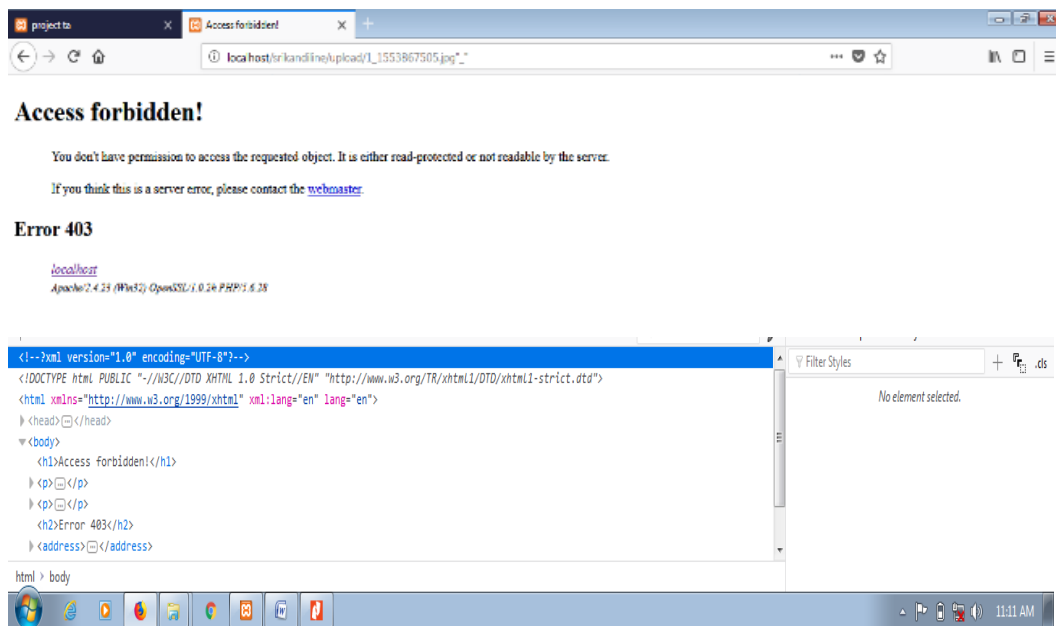 project ta
Access forbidden!
localhost/srikandiline/upload/1_1553867505.jpg"_"
Access forbidden!
You don't have permission to access the requested object. It is either read-protected or not readable by the server.
If you think this is a server error, please contact the webmaster.
Error 403
localhost
Apache/2.4.23 (Win32) OpenSSL/1.0.2h PHP/5.6.28
<!--?xml version="1.0" encoding="UTF-8"?-->
<!DOCTYPE html PUBLIC "-//W3C//DTD XHTML 1.0 Strict//EN" "http://www.w3.org/TR/xhtml1/DTD/xhtml1-strict.dtd">
<html xmlns="http://www.w3.org/1999/xhtml" xml:lang="en" lang="en">
<head></head>
<body>
<h1>Access forbidden!</h1>
<p></p>
<p></p>
<h2>Error 403</h2>
<address></address>
html > body
Filter Styles
.cls
No element selected.
11:11 AM